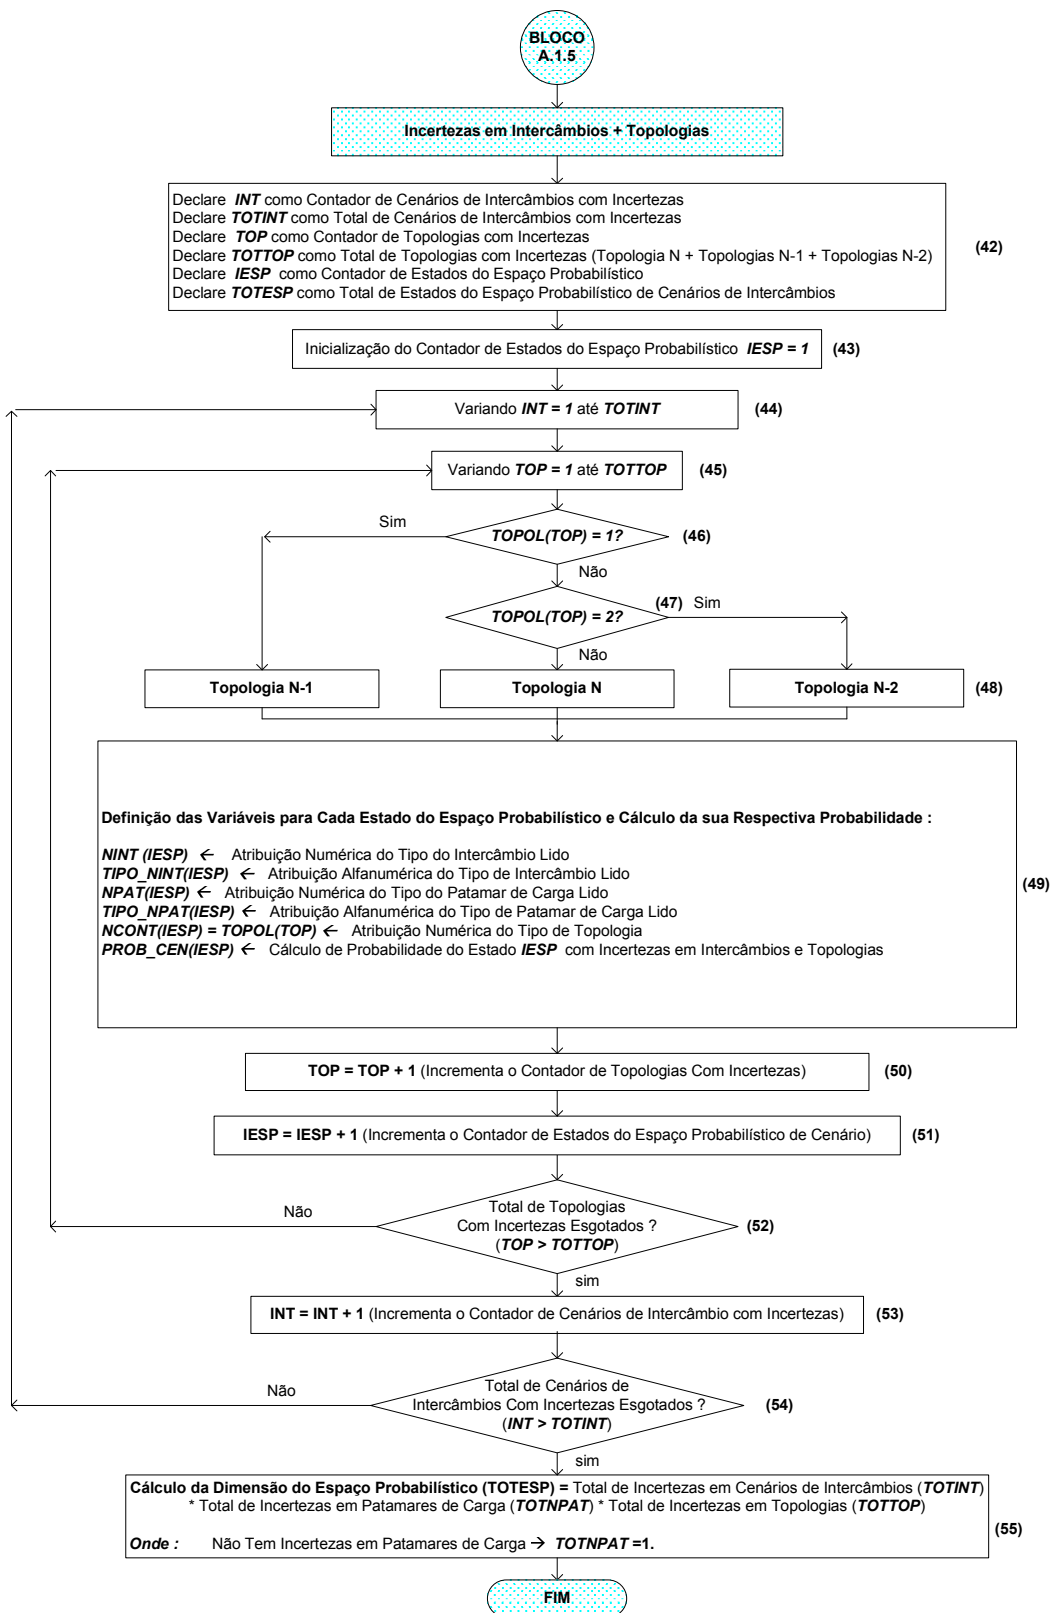 BLOCO
A.1.5
Incertezas em Intercâmbios + Topologias
Declare INT como Contador de Cenários de Intercâmbios com Incertezas
Declare TOTINT como Total de Cenários de Intercâmbios com Incertezas
Declare TOP como Contador de Topologias com Incertezas
Declare TOTTOP como Total de Topologias com Incertezas (Topologia N + Topologias N-1 + Topologias N-2)
Declare IESP como Contador de Estados do Espaço Probabilístico
Declare TOTESP como Total de Estados do Espaço Probabilístico de Cenários de Intercâmbios
(42)
Inicialização do Contador de Estados do Espaço Probabilístico IESP = 1 (43)
Variando INT = 1 até TOTINT (44)
Variando TOP = 1 até TOTTOP (45)
Sim
TOPOL(TOP) = 1? (46)
Não
(47) Sim
TOPOL(TOP) = 2?
Não
Topologia N-1 Topologia N Topologia N-2 (48)
Definição das Variáveis para Cada Estado do Espaço Probabilístico e Cálculo da sua Respectiva Probabilidade :
NINT (IESP) ← Atribuição Numérica do Tipo do Intercâmbio Lido
TIPO_NINT(IESP) ← Atribuição Alfanumérica do Tipo de Intercâmbio Lido
NPAT(IESP) ← Atribuição Numérica do Tipo do Patamar de Carga Lido
TIPO_NPAT(IESP) ← Atribuição Alfanumérica do Tipo de Patamar de Carga Lido
NCONT(IESP) = TOPOL(TOP) ← Atribuição Numérica do Tipo de Topologia
PROB_CEN(IESP) ← Cálculo de Probabilidade do Estado IESP com Incertezas em Intercâmbios e Topologias
(49)
TOP = TOP + 1 (Incrementa o Contador de Topologias Com Incertezas) (50)
IESP = IESP + 1 (Incrementa o Contador de Estados do Espaço Probabilístico de Cenário) (51)
Não
Total de Topologias
Com Incertezas Esgotados ?
(TOP > TOTTOP)
(52)
sim
INT = INT + 1 (Incrementa o Contador de Cenários de Intercâmbio com Incertezas) (53)
Não
Total de Cenários de
Intercâmbios Com Incertezas Esgotados ?
(INT > TOTINT)
(54)
sim
Cálculo da Dimensão do Espaço Probabilístico (TOTESP) = Total de Incertezas em Cenários de Intercâmbios (TOTINT)
* Total de Incertezas em Patamares de Carga (TOTNPAT) * Total de Incertezas em Topologias (TOTTOP)
Onde : Não Tem Incertezas em Patamares de Carga → TOTNPAT =1.
(55)
FIM